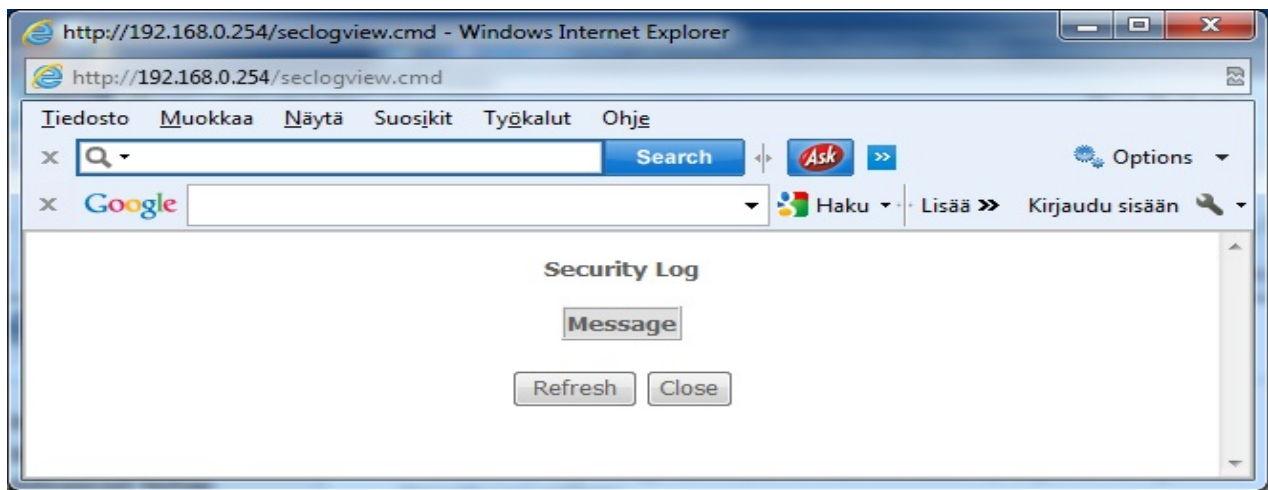 http://192.168.0.254/seclogview.cmd - Windows Internet Explorer
http://192.168.0.254/seclogview.cmd
Tiedosto Muokkaa Näytä Suosikit Työkalut Ohje
x Search Ask » Options
x Google Haku Lisää » Kirjaudu sisään
Security Log
Message
Refresh Close